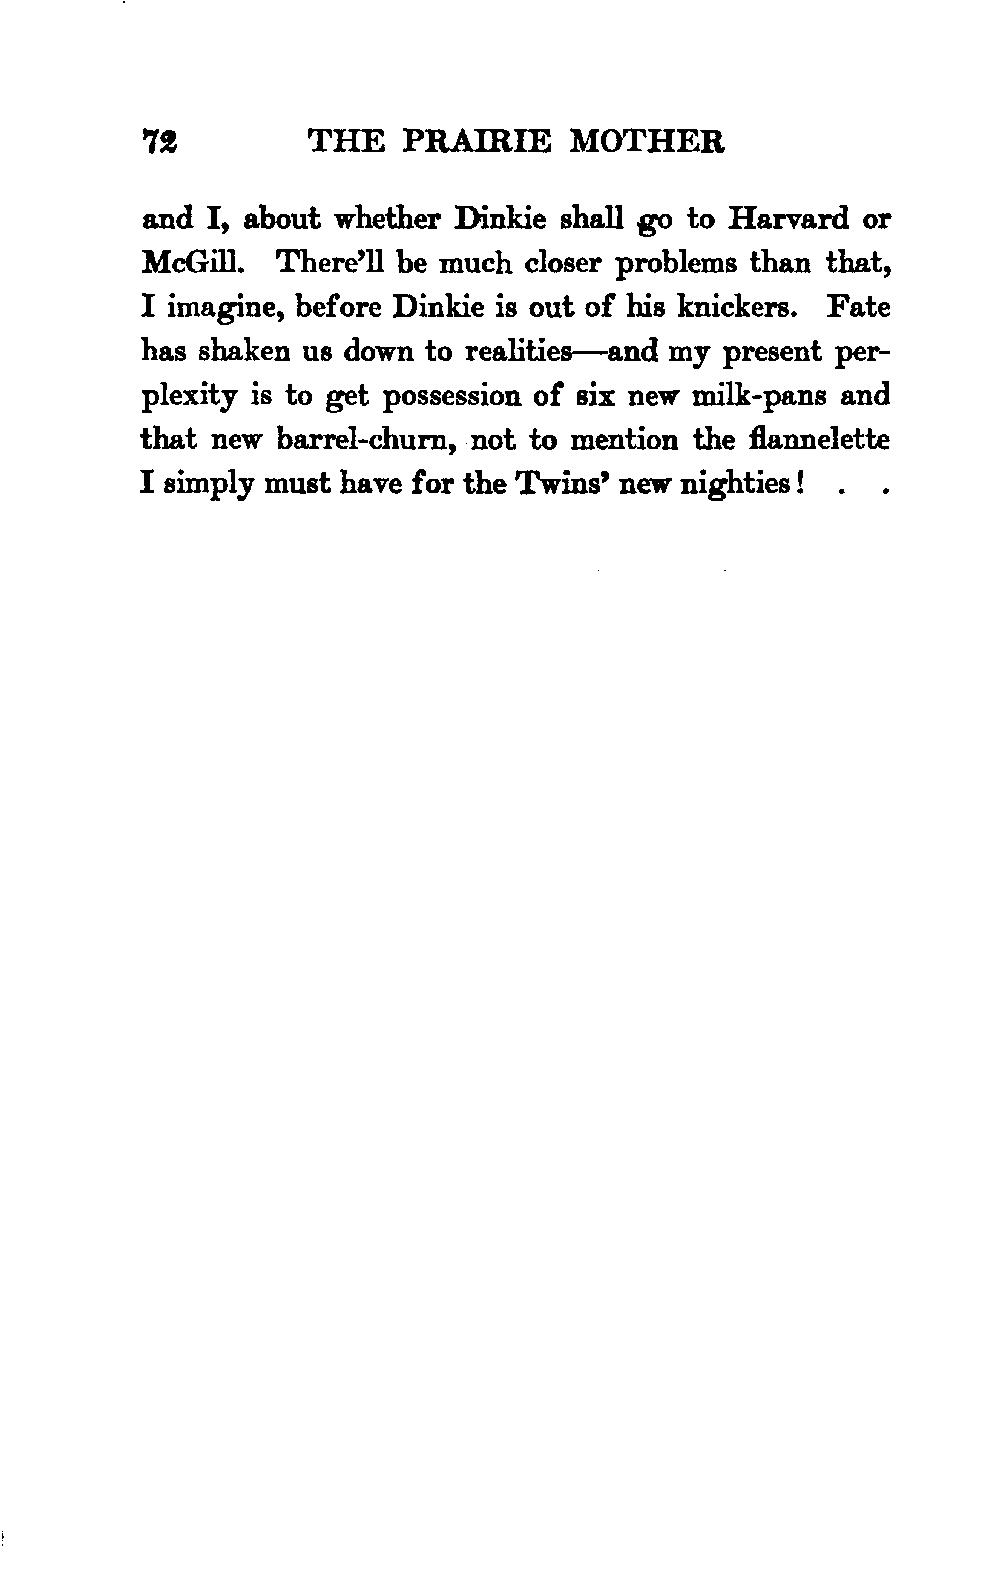 72 THE PRAIRIE MOTHER
and I, about whether Dinkie shall go to Harvard or
McGill. There'll be much closer problems than that,
I imagine, before Dinkie is out of his knickers. Fate
has shaken us down to realities—and my present per-
plexity is to get possession of six new milk-pans and
that new barrel-churn, not to mention the flannelette
I simply must have for the Twins' new nighties! . .